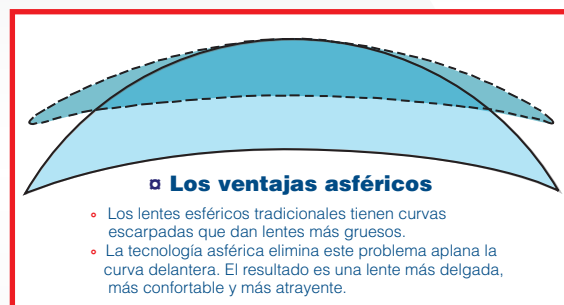 ¤ Los ventajas asféricos
Los lentes esféricos tradicionales tienen curvas
escarpadas que dan lentes más gruesos.
La tecnología asférica elimina este problema aplana la
curva delantera. El resultado es una lente más delgada,
más confortable y más atrayente.